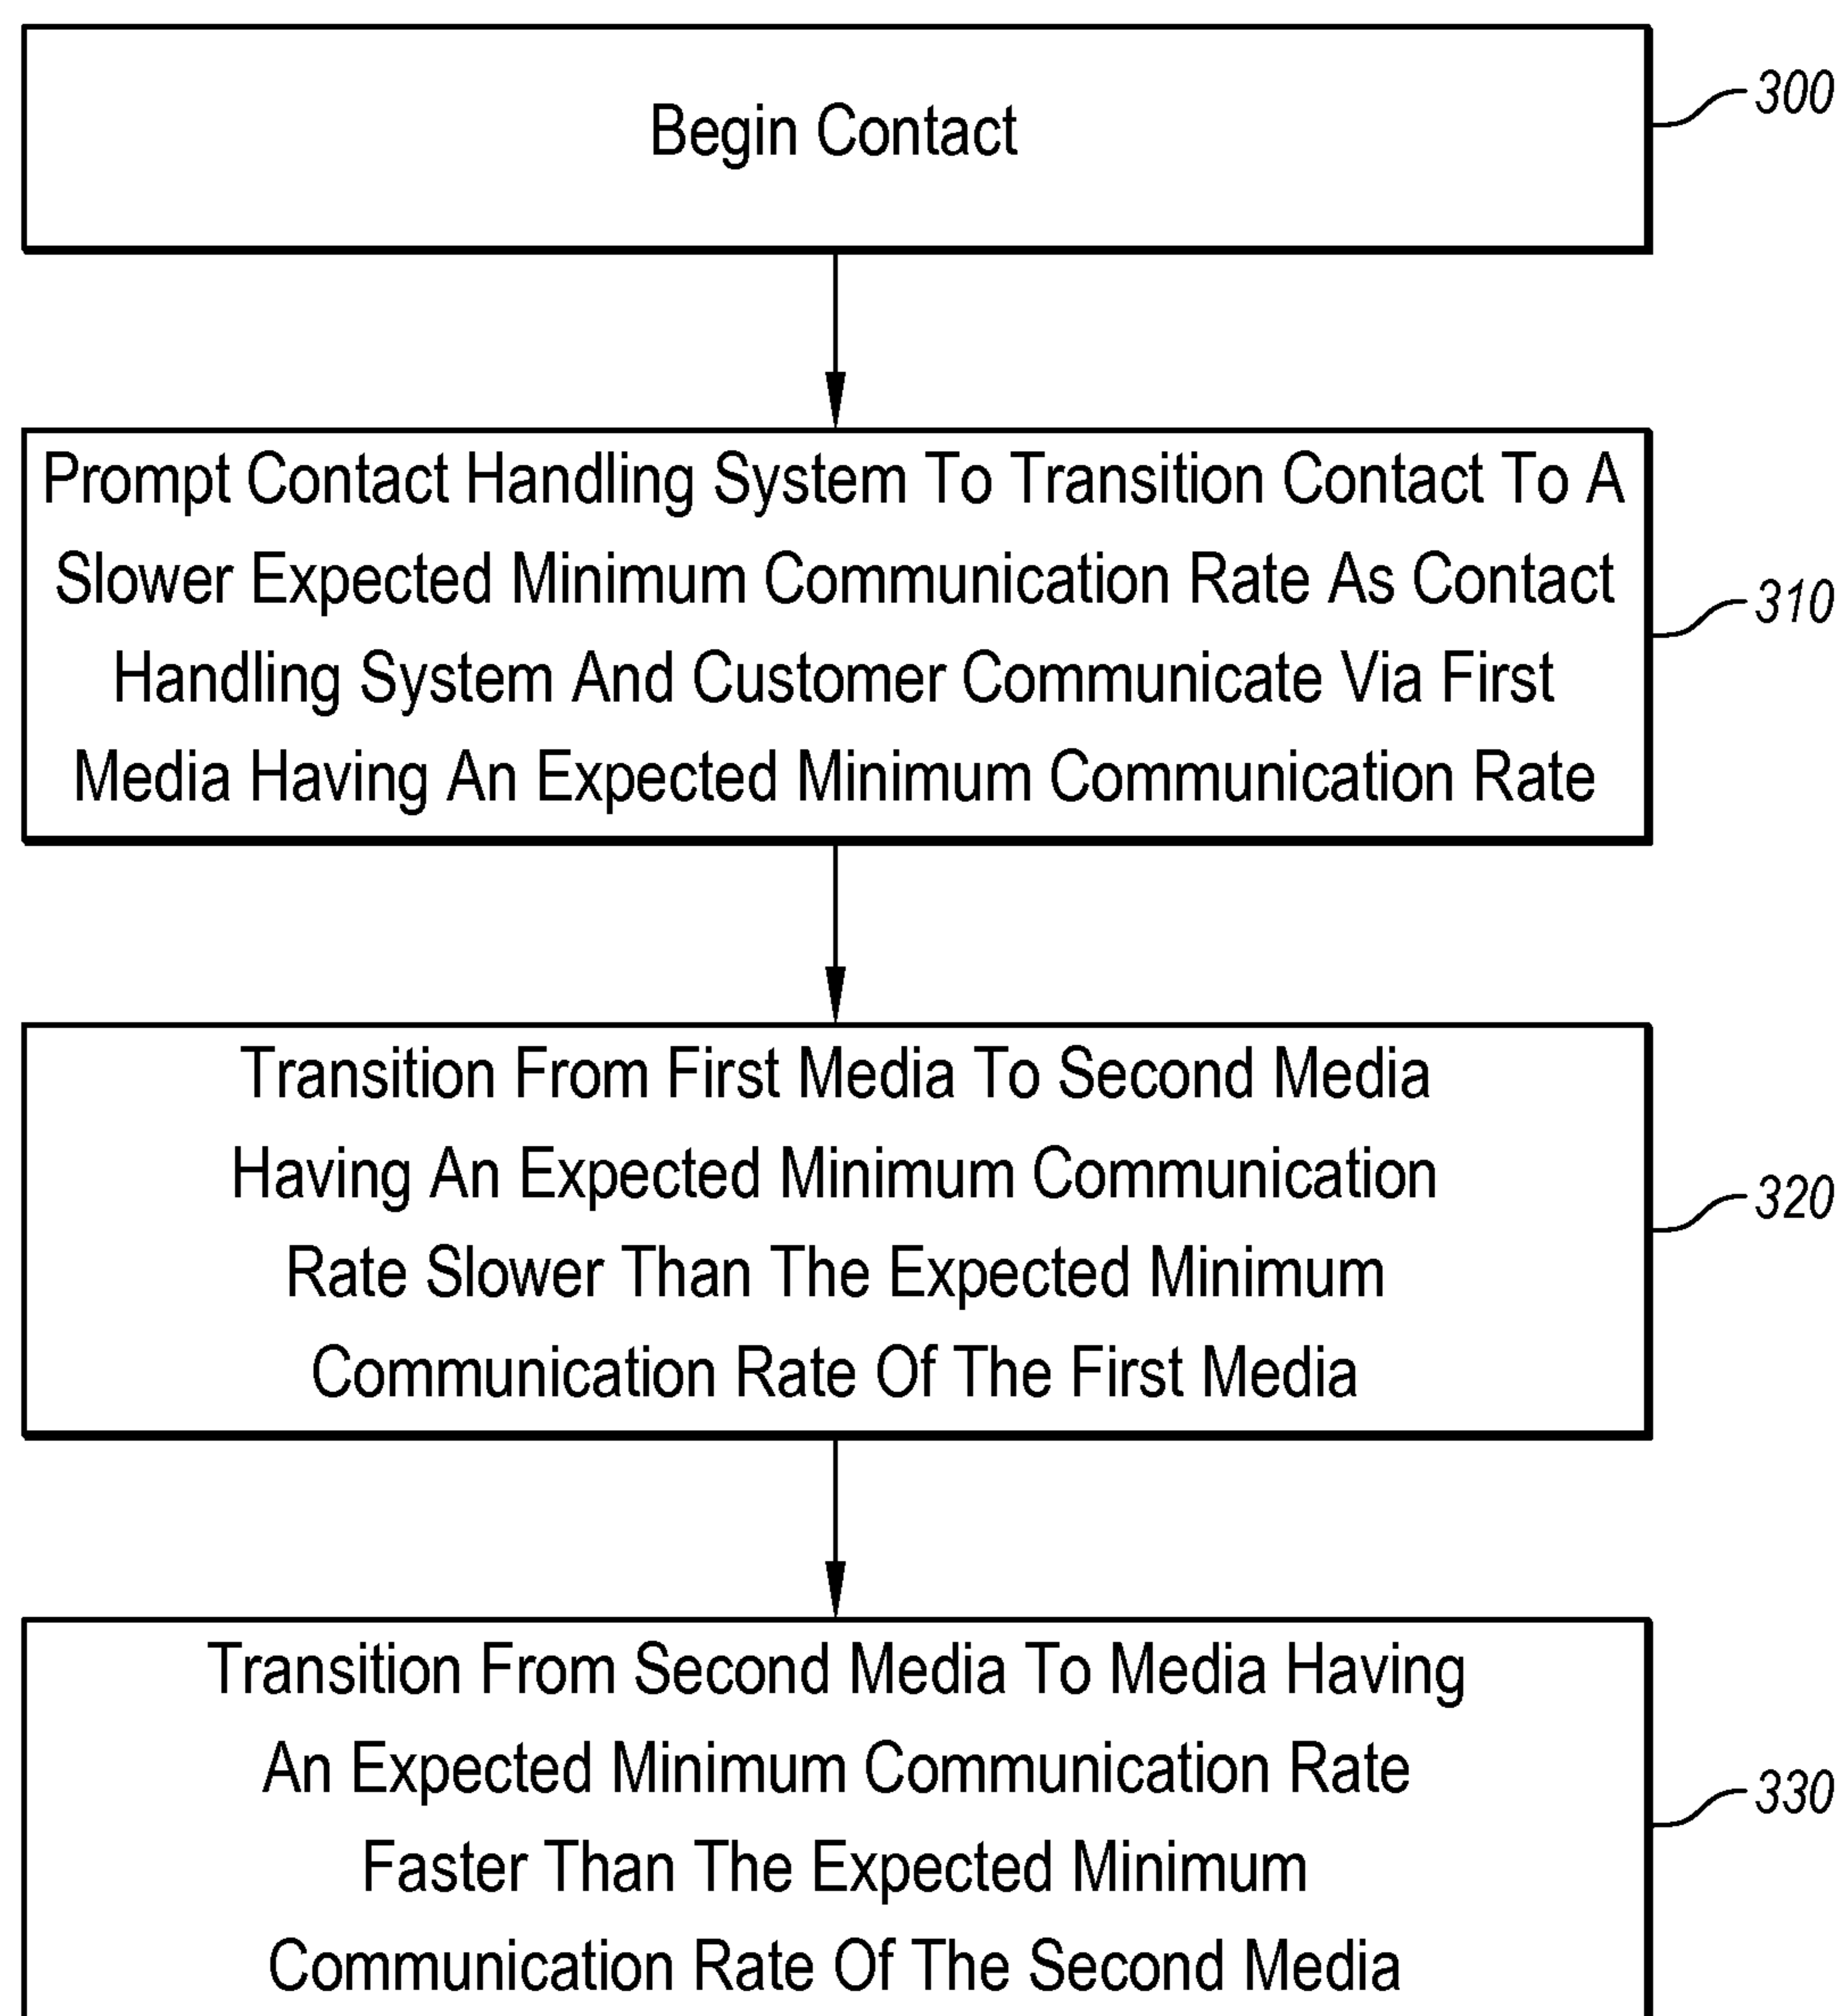 Begin Contact
300
Prompt Contact Handling System To Transition Contact To A
Slower Expected Minimum Communication Rate As Contact
Handling System And Customer Communicate Via First
Media Having An Expected Minimum Communication Rate
310
Transition From First Media To Second Media
Having An Expected Minimum Communication
Rate Slower Than The Expected Minimum
Communication Rate Of The First Media
320
Transition From Second Media To Media Having
An Expected Minimum Communication Rate
Faster Than The Expected Minimum
Communication Rate Of The Second Media
330